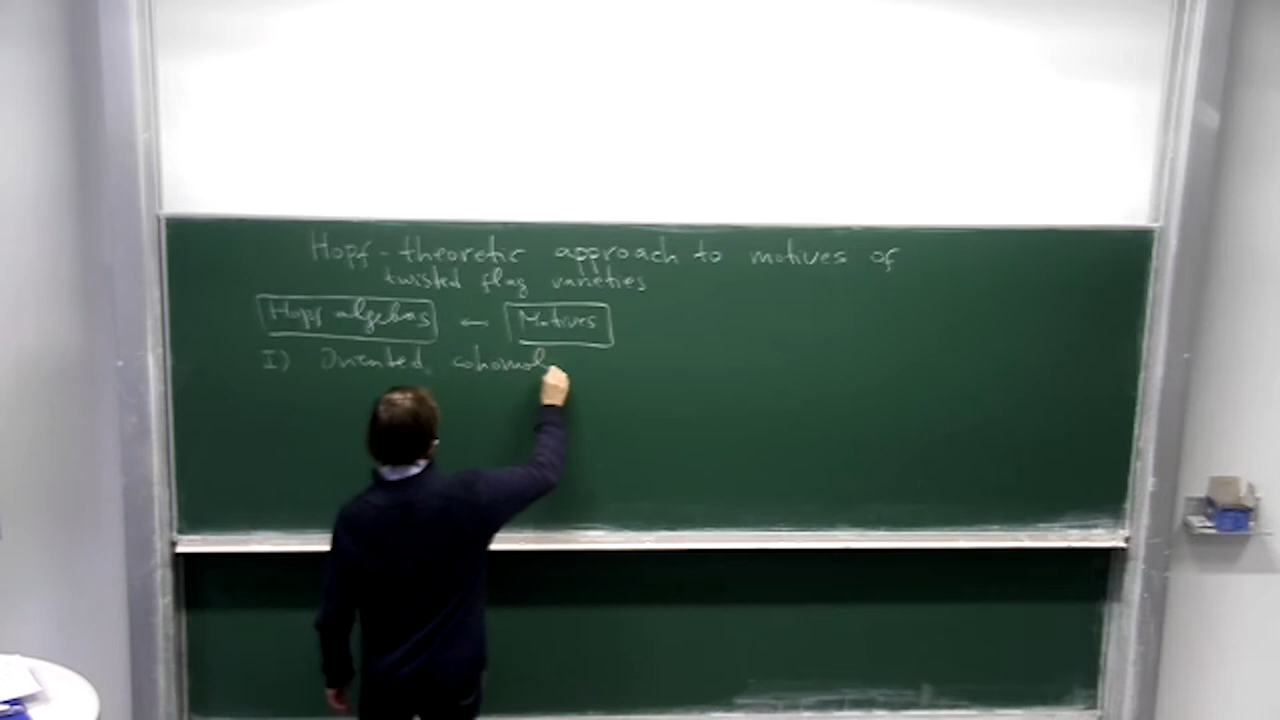 Hopf-theoretic approach to motives of
twisted flag varieties
Hopf algebras ← Motives
I) Oriented cohomol